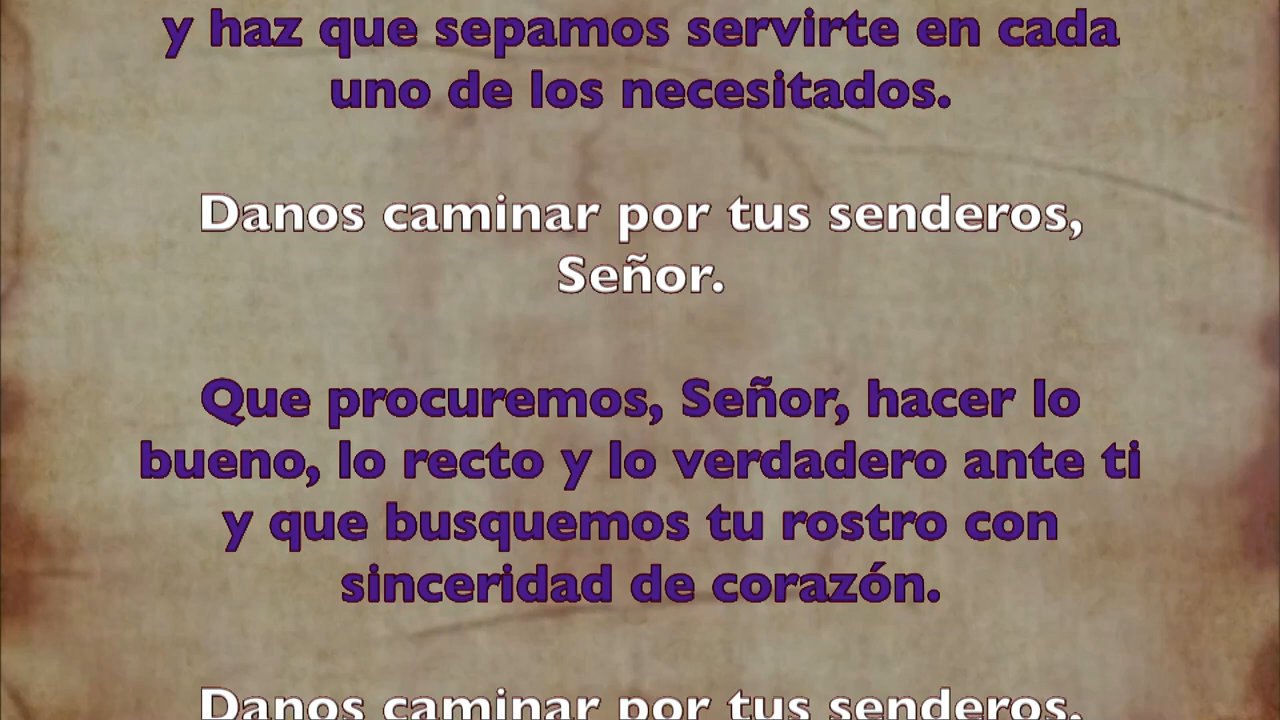 y haz que sepamos servirte en cada
uno de los necesitados.
Danos caminar por tus senderos,
Señor.
Que procuremos, Señor, hacer lo
bueno, lo recto y lo verdadero ante ti
y que busquemos tu rostro con
sinceridad de corazón.
Danos caminar por tus senderos,